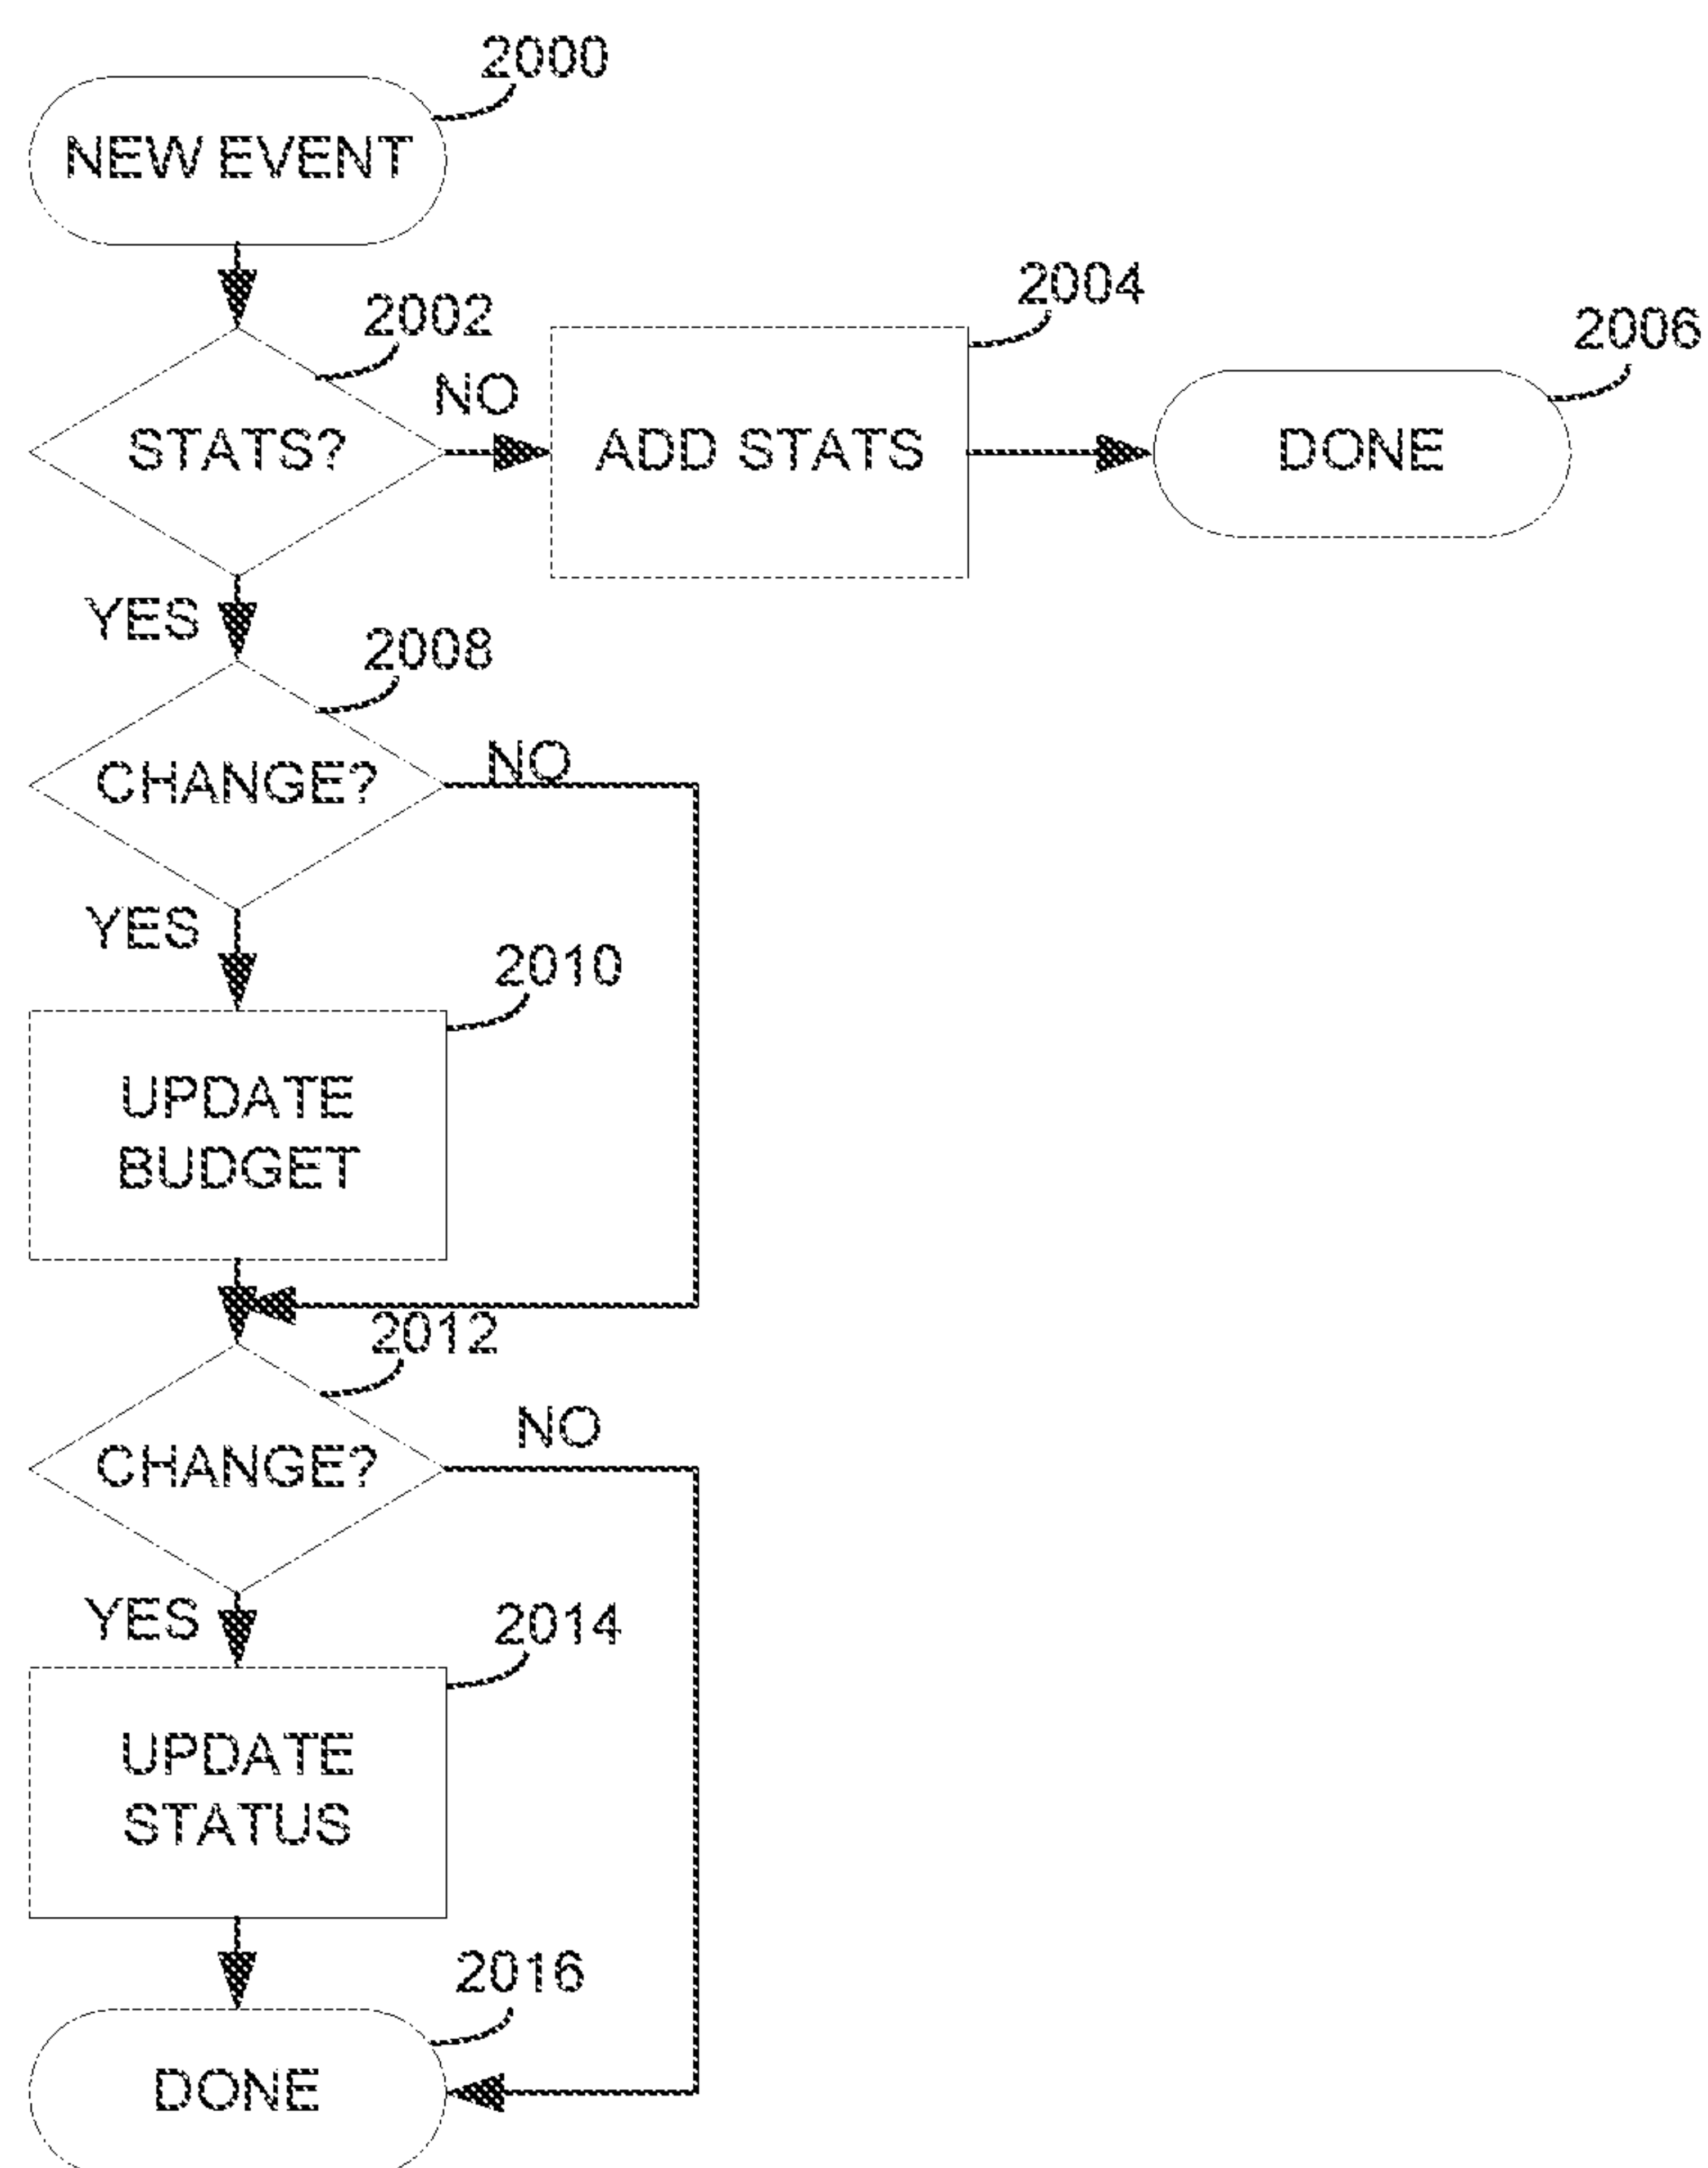 2000
NEW EVENT
2002
NO
2004
2006
STATS?
ADD STATS
DONE
YES
2008
NO
CHANGE?
YES
2010
UPDATE
BUDGET
2012
NO
CHANGE?
YES
2014
UPDATE
STATUS
2016
DONE